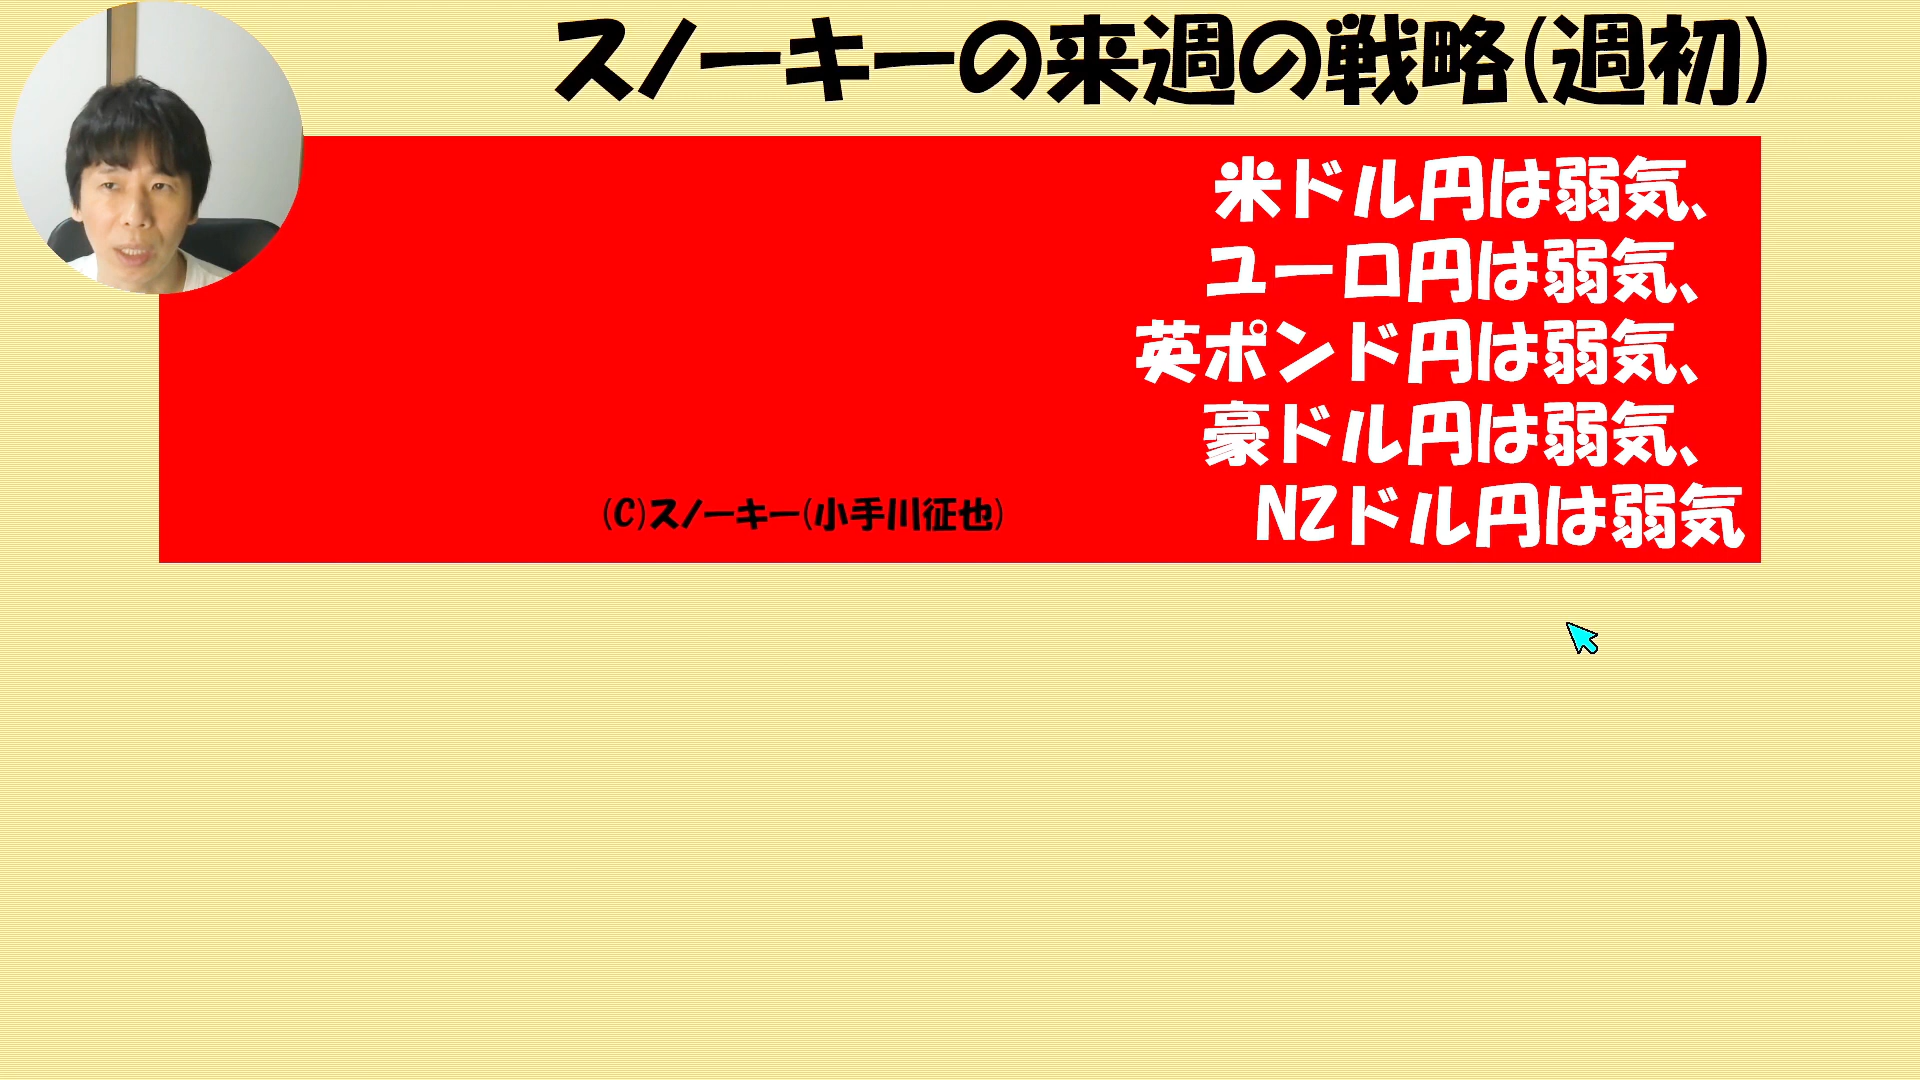 スノーキーの来週の戦略(週初)
米ドル円は弱気、
ユーロ円は弱気、
英ポンド円は弱気、
豪ドル円は弱気、
NZドル円は弱気
(C)スノーキー(小手川征也)